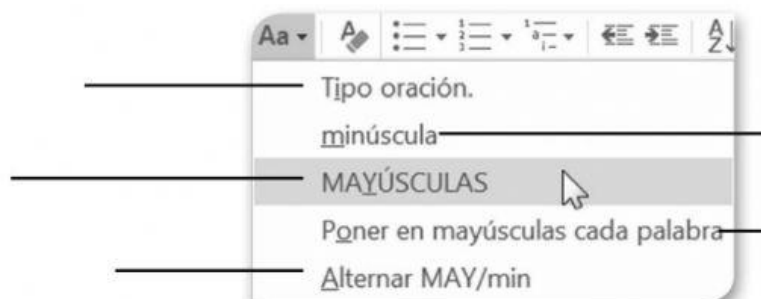 Aa
Tipo oración.
minúscula
MAYÚSCULAS
Poner en mayúsculas cada palabra
Alternar MAY/min